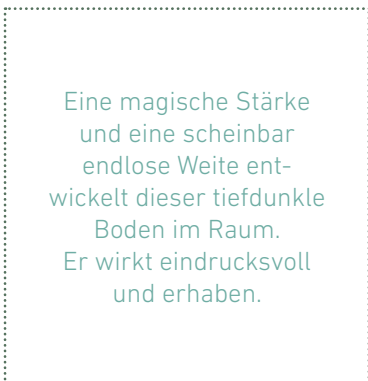 Eine magische Stärke
und eine scheinbar
endlose Weite ent-
wickelt dieser tiefdunkle
Boden im Raum.
Er wirkt eindrucksvoll
und erhaben.